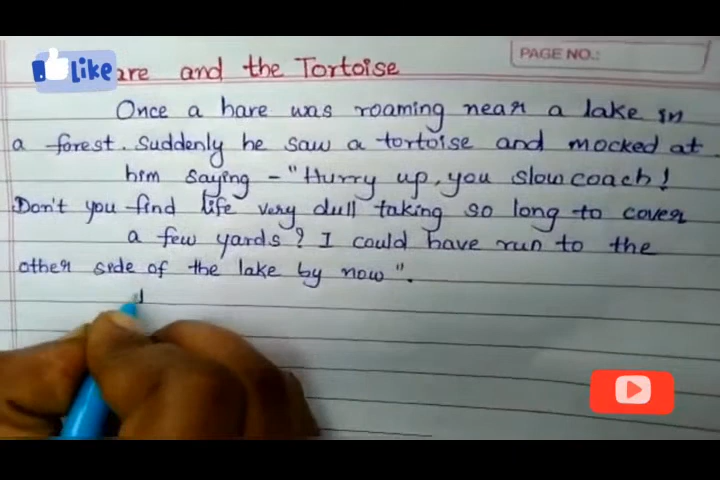 Like
PAGE NO.:
are and the Tortoise
Once a hare was roaming near a lake in
a forest. Suddenly he saw a tortoise and mocked at
him saying - "Hurry up, you slow coach!
Don't you find life very dull taking so long to cover
a few yards? I could have run to the
other side of the lake by now".